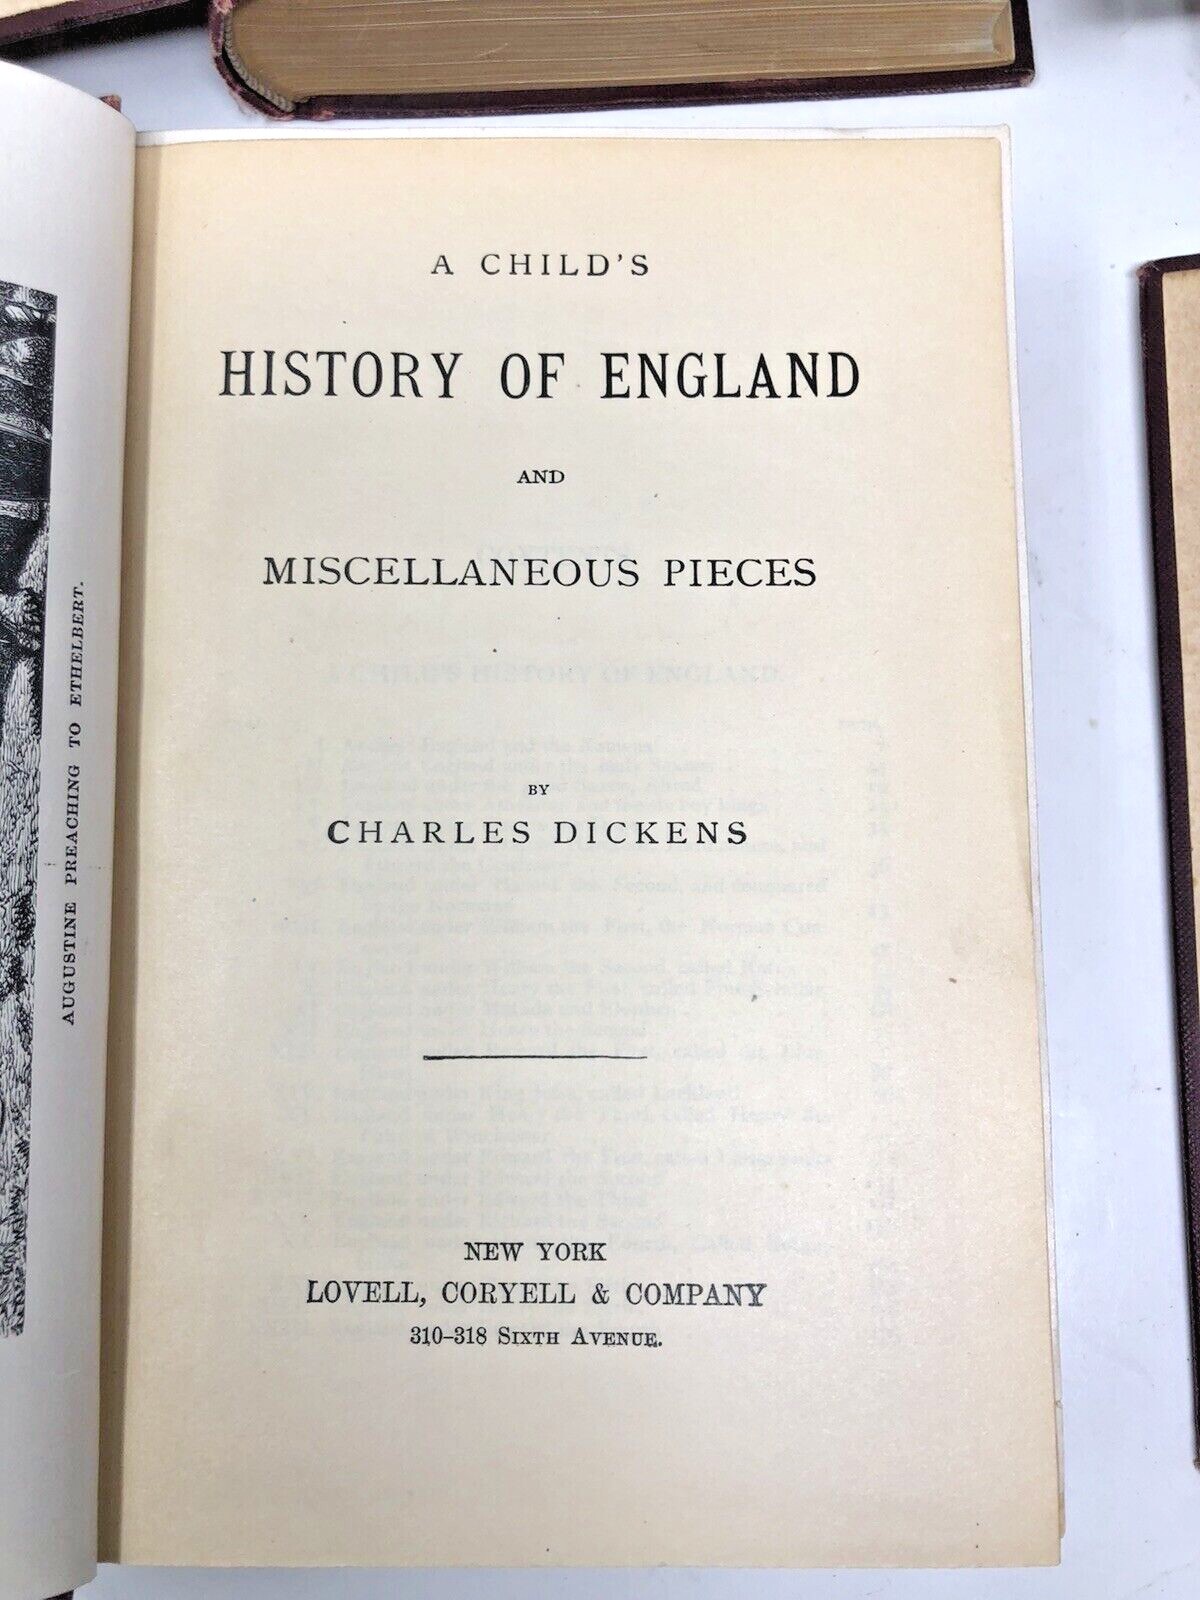 AUGUSTINE PREACHING TO ETHELBERT.
A CHILD'S
HISTORY OF ENGLAND
AND
MISCELLANEOUS PIECES
BY
CHARLES DICKENS
NEW YORK
LOVELL, CORYELL & COMPANY
310–318 SIXTH AVENUE.